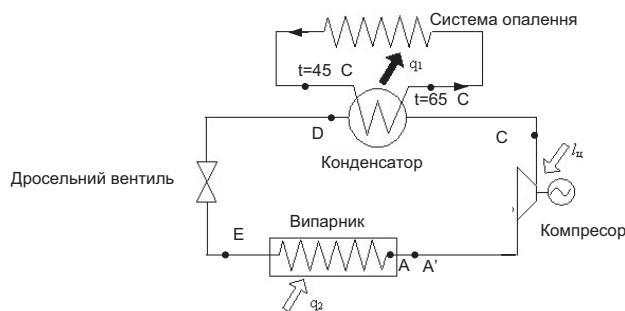 Система опалення
q₁
t=45 C
t=65 C
D
C
Конденсатор
lц
Дросельний вентиль
Випарник
Компресор
E
A
A’
q₂